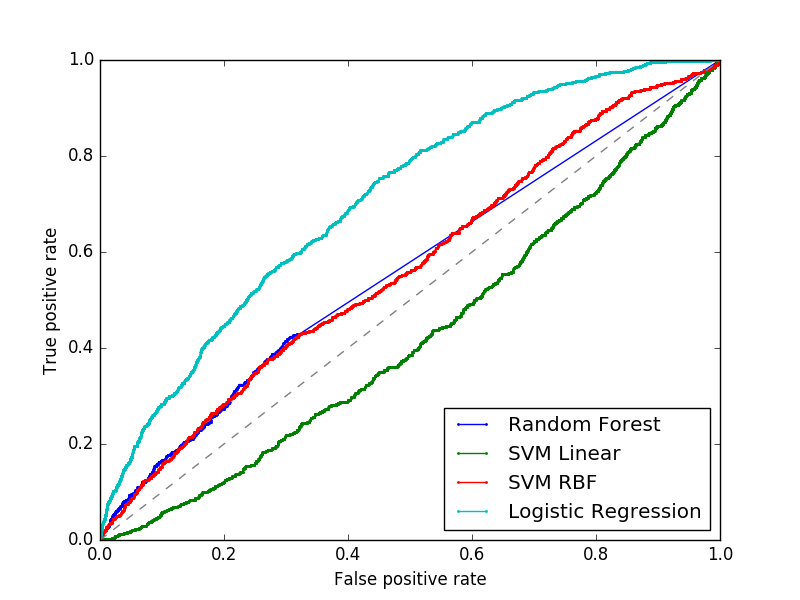 1.0
0.8
0.6
0.4
0.2
0.0
True positive rate
Random Forest
SVM Linear
SVM RBF
Logistic Regression
0.0 0.2 0.4 0.6 0.8 1.0
False positive rate